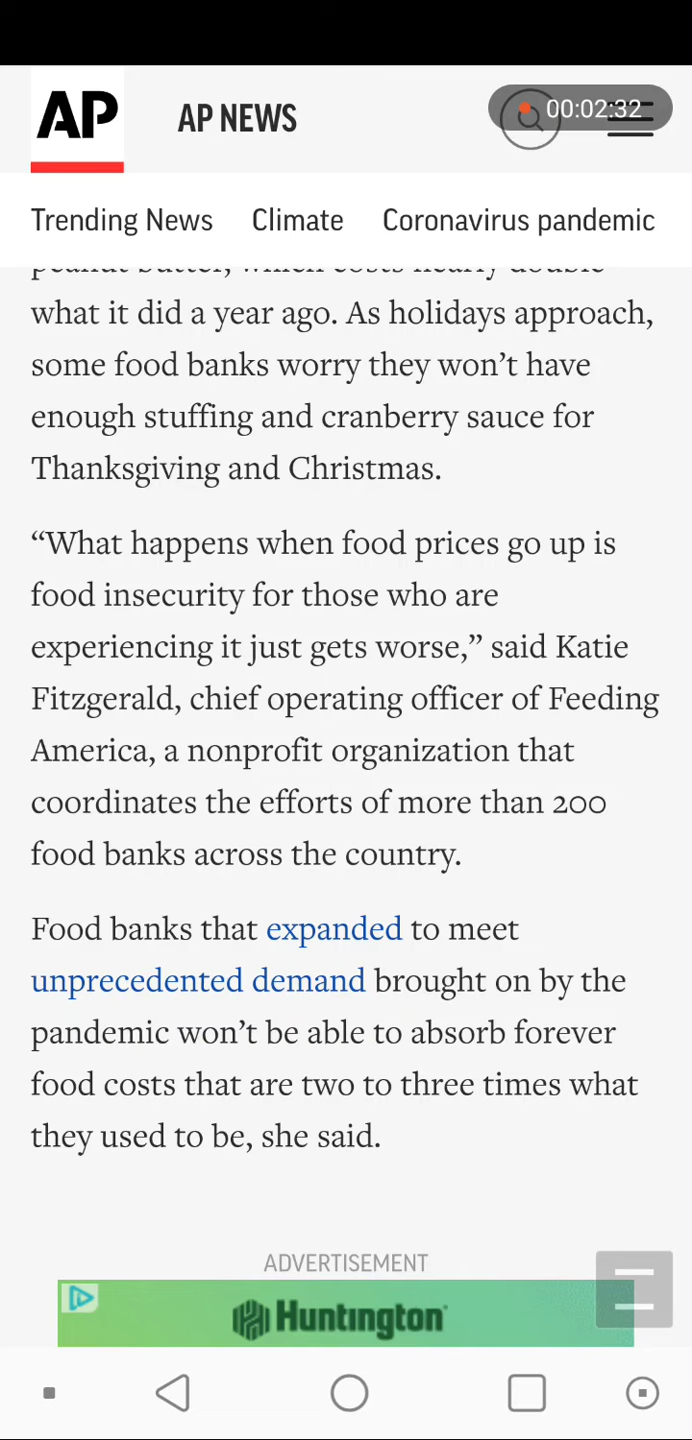 AP
AP NEWS
00:02:32
Trending News Climate Coronavirus pandemic
peanut butter, which costs nearly double
what it did a year ago. As holidays approach,
some food banks worry they won’t have
enough stuffing and cranberry sauce for
Thanksgiving and Christmas.
“What happens when food prices go up is
food insecurity for those who are
experiencing it just gets worse,” said Katie
Fitzgerald, chief operating officer of Feeding
America, a nonprofit organization that
coordinates the efforts of more than 200
food banks across the country.
Food banks that expanded to meet
unprecedented demand brought on by the
pandemic won’t be able to absorb forever
food costs that are two to three times what
they used to be, she said.
ADVERTISEMENT
Huntington